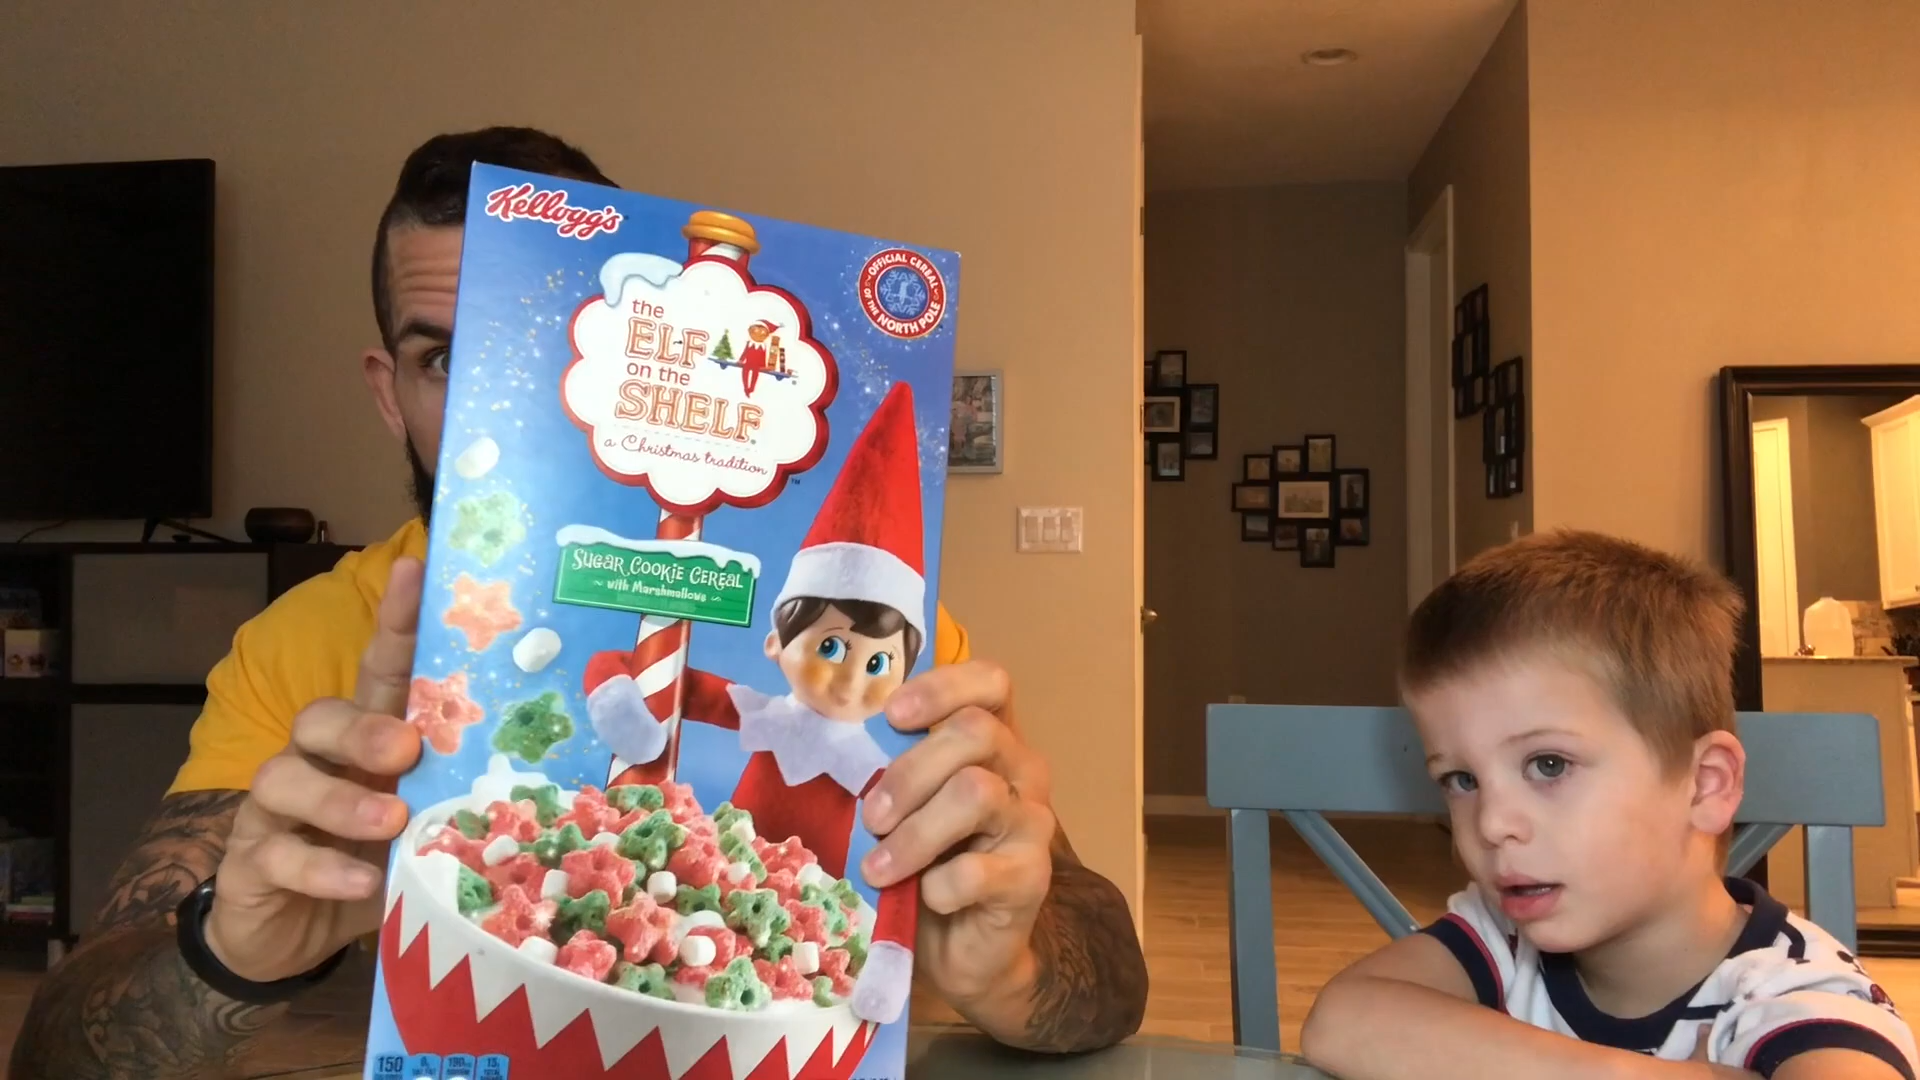 Kellogg's
OFFICIAL CEREAL
OF THE
NORTH POLE
the
ELF
on the
SHELF
a Christmas tradition
TM
SUGAR COOKIE CEREAL
~ with Marshmallows ~
150